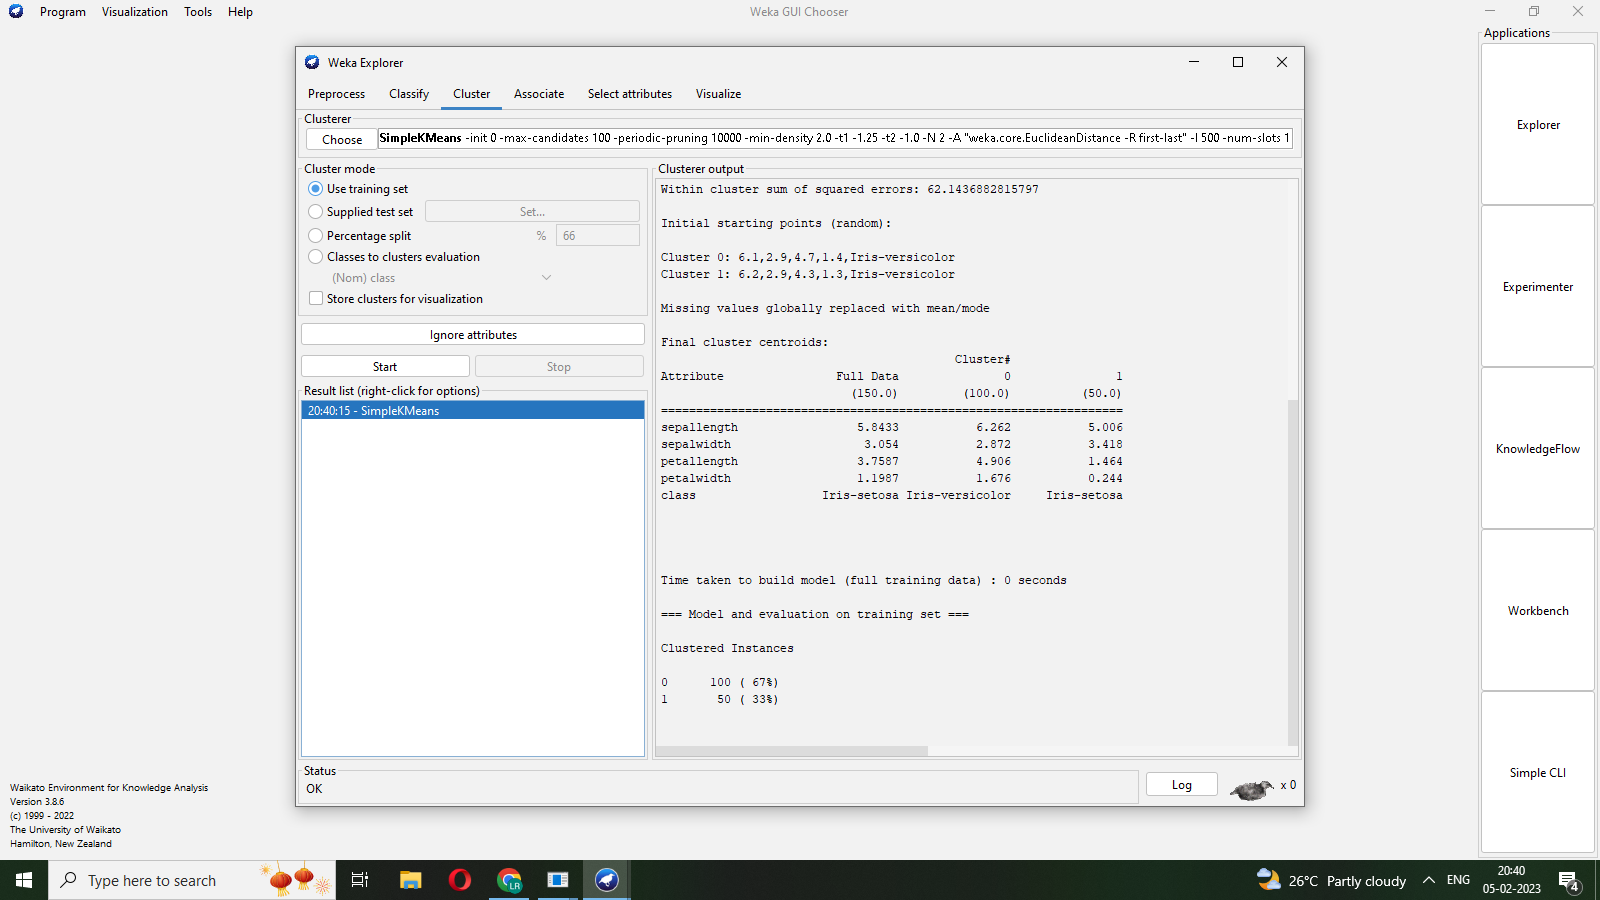 Program Visualization Tools Help
Weka GUI Chooser
Applications
Explorer
Experimenter
KnowledgeFlow
Workbench
Simple CLI
Weka Explorer
Preprocess Classify Cluster Associate Select attributes Visualize
Clusterer
Choose SimpleKMeans -init 0 -max-candidates 100 -periodic-pruning 10000 -min-density 2.0 -t1 -1.25 -t2 -1.0 -N 2 -A "weka.core.EuclideanDistance -R first-last" -I 500 -num-slots 1
Cluster mode
Use training set
Supplied test set Set...
Percentage split % 66
Classes to clusters evaluation
(Nom) class
Store clusters for visualization
Ignore attributes
Start Stop
Result list (right-click for options)
20:40:15 - SimpleKMeans
Clusterer output
Within cluster sum of squared errors: 62.1436882815797
Initial starting points (random):
Cluster 0: 6.1,2.9,4.7,1.4,Iris-versicolor
Cluster 1: 6.2,2.9,4.3,1.3,Iris-versicolor
Missing values globally replaced with mean/mode
Final cluster centroids:
Cluster#
Attribute Full Data 0 1
(150.0) (100.0) (50.0)
==================================================================
sepallength 5.8433 6.262 5.006
sepalwidth 3.054 2.872 3.418
petallength 3.7587 4.906 1.464
petalwidth 1.1987 1.676 0.244
class Iris-setosa Iris-versicolor Iris-setosa
Time taken to build model (full training data) : 0 seconds
=== Model and evaluation on training set ===
Clustered Instances
0 100 ( 67%)
1 50 ( 33%)
Status
OK
Log
x 0
Waikato Environment for Knowledge Analysis
Version 3.8.6
(c) 1999 - 2022
The University of Waikato
Hamilton, New Zealand
Type here to search
LR
26°C Partly cloudy
ENG
20:40
05-02-2023
4